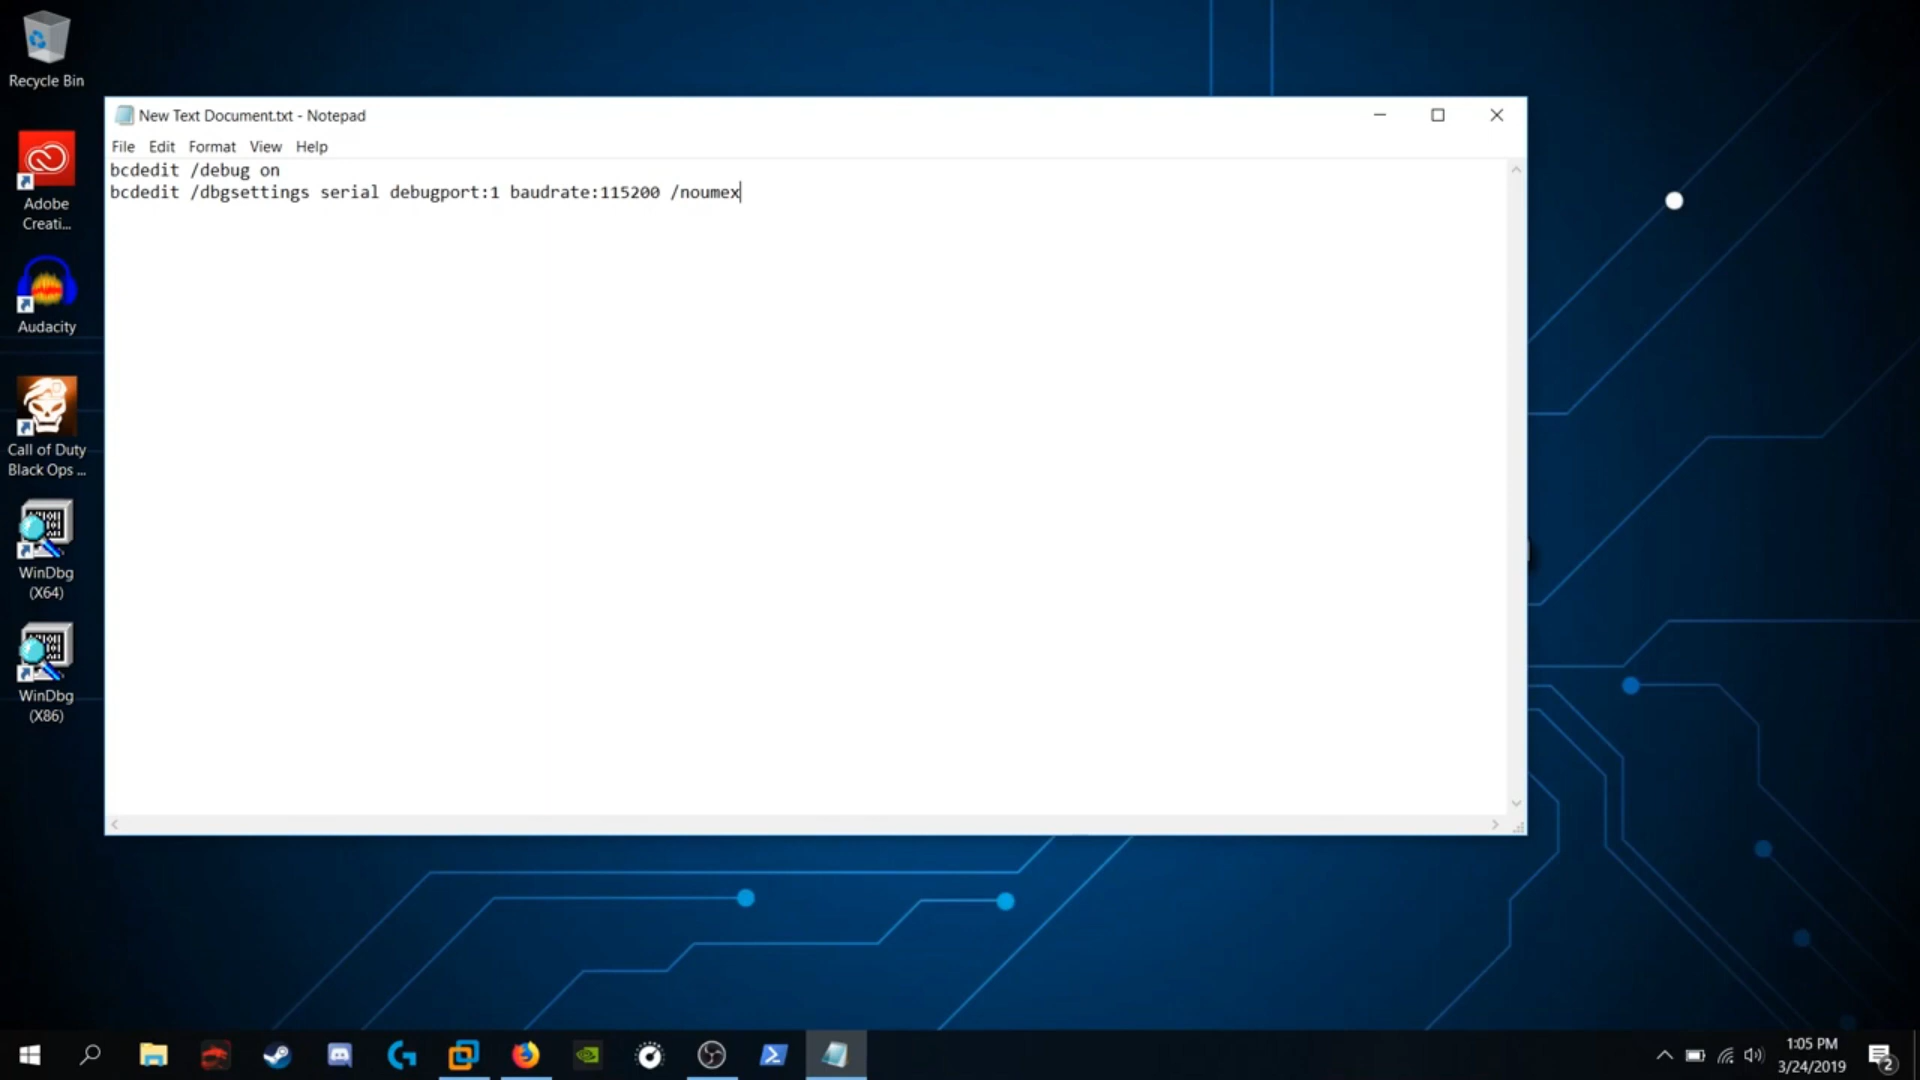 Recycle Bin
Adobe
Creati...
Audacity
Call of Duty
Black Ops ...
WinDbg
(X64)
WinDbg
(X86)
New Text Document.txt - Notepad
File Edit Format View Help
bcdedit /debug on
bcdedit /dbgsettings serial debugport:1 baudrate:115200 /noumex
1:05 PM
3/24/2019
2